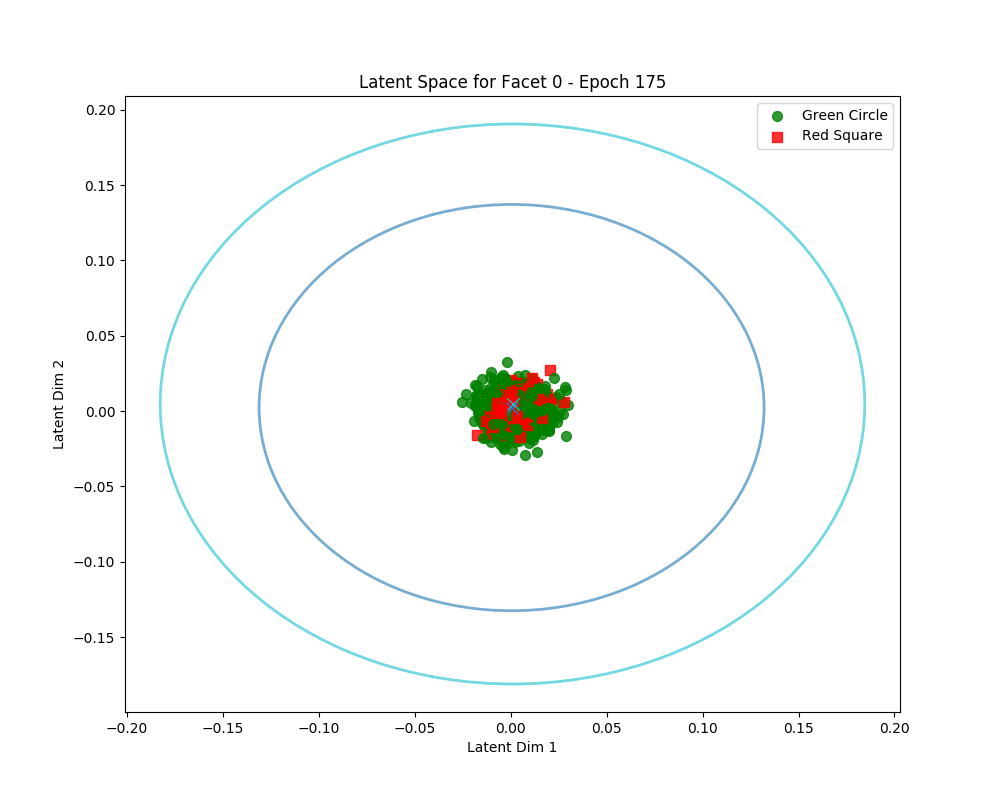 Latent Space for Facet 0 - Epoch 175
Green Circle
Red Square
0.20
0.15
0.10
0.05
0.00
−0.05
−0.10
−0.15
Latent Dim 2
−0.20 −0.15 −0.10 −0.05 0.00 0.05 0.10 0.15 0.20
Latent Dim 1